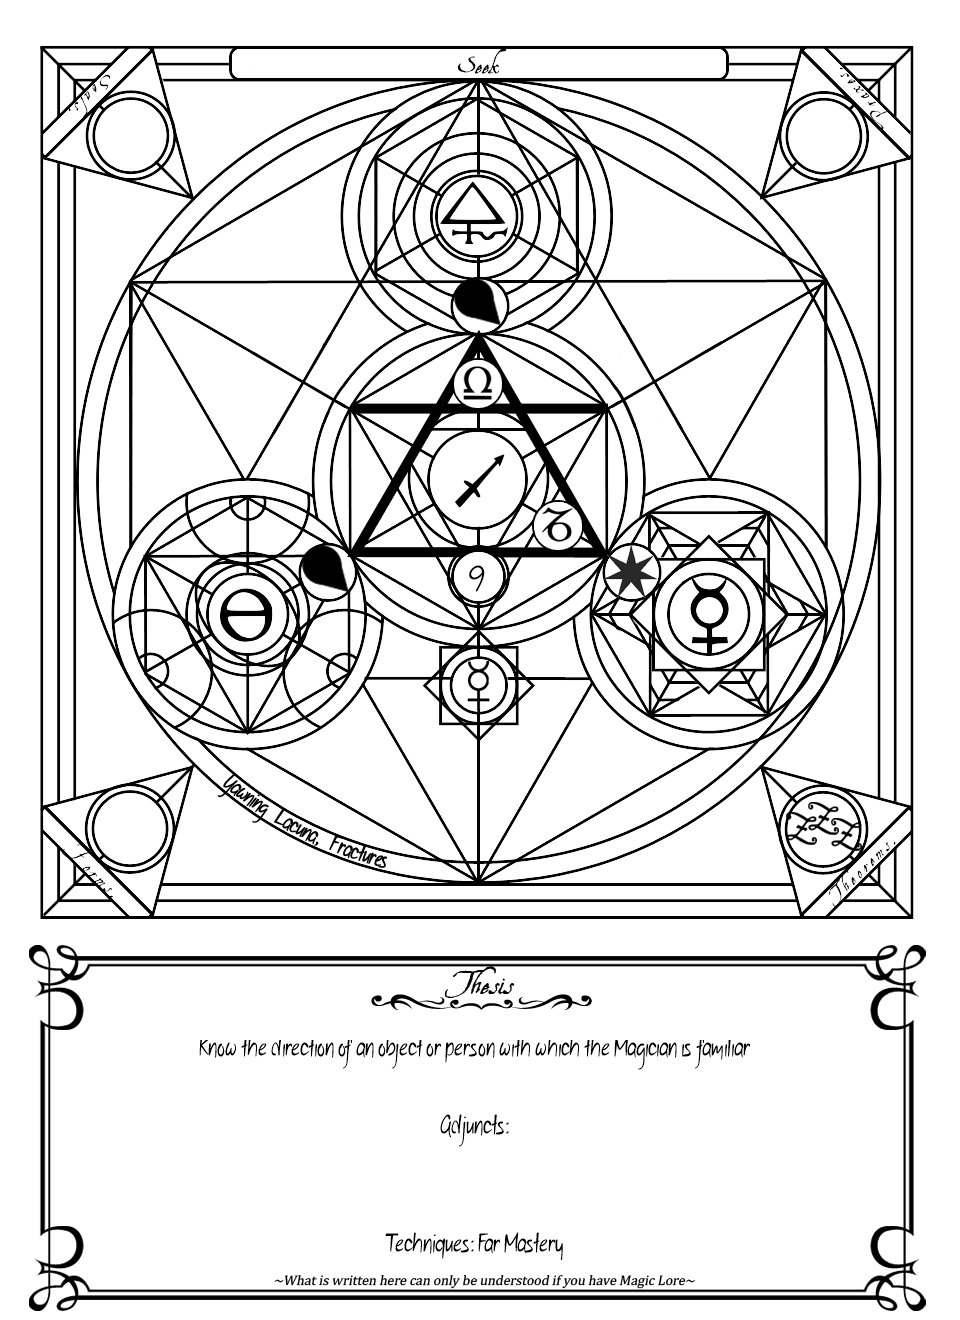 Seek
Seals.
Praxes.
9
Yawning Lacuna, Fractures
Forms.
Theorems.
Thesis
Know the direction of an object or person with which the Magician is familiar
Adjuncts:
Techniques: Far Mastery
~What is written here can only be understood if you have Magic Lore~